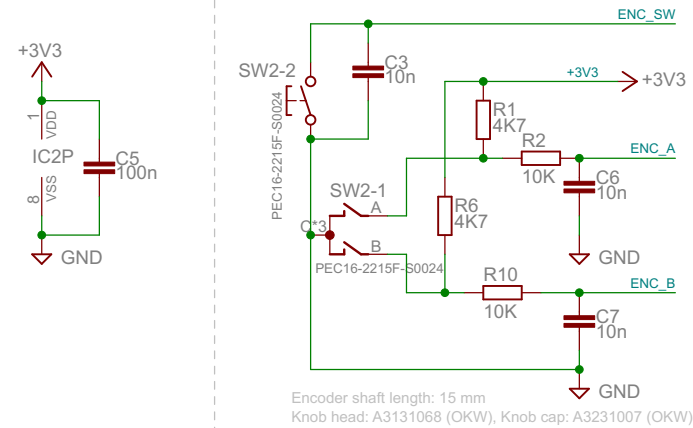 +3V3
1
VDD
IC2P
C5
100n
VSS
8
GND
ENC_SW
SW2-2
C3
10n
PEC16-2215F-S0024
+3V3
+3V3
R1
4K7
R2
10K
ENC_A
C6
10n
SW2-1
A
C*3
B
PEC16-2215F-S0024
R6
4K7
GND
R10
10K
ENC_B
C7
10n
GND
Encoder shaft length: 15 mm
Knob head: A3131068 (OKW), Knob cap: A3231007 (OKW)